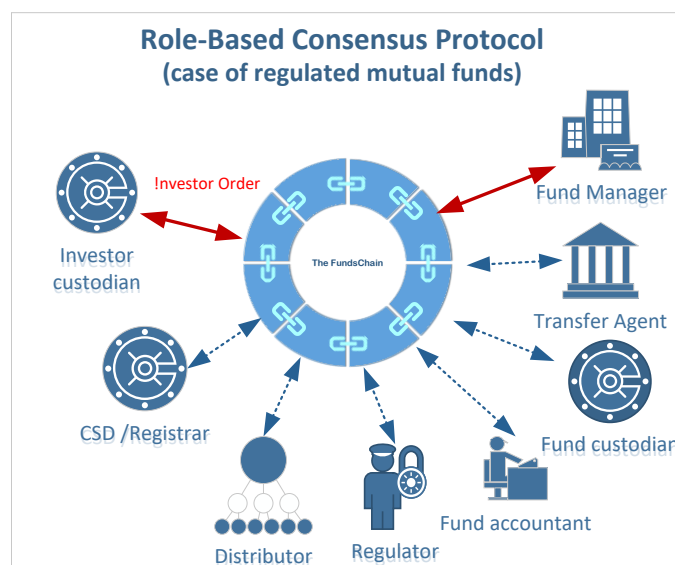 Role-Based Consensus Protocol
(case of regulated mutual funds)
!nvestor Order
Fund Manager
Investor
custodian
The FundsChain
Transfer Agent
CSD /Registrar
Fund custodian
Fund accountant
Distributor
Regulator